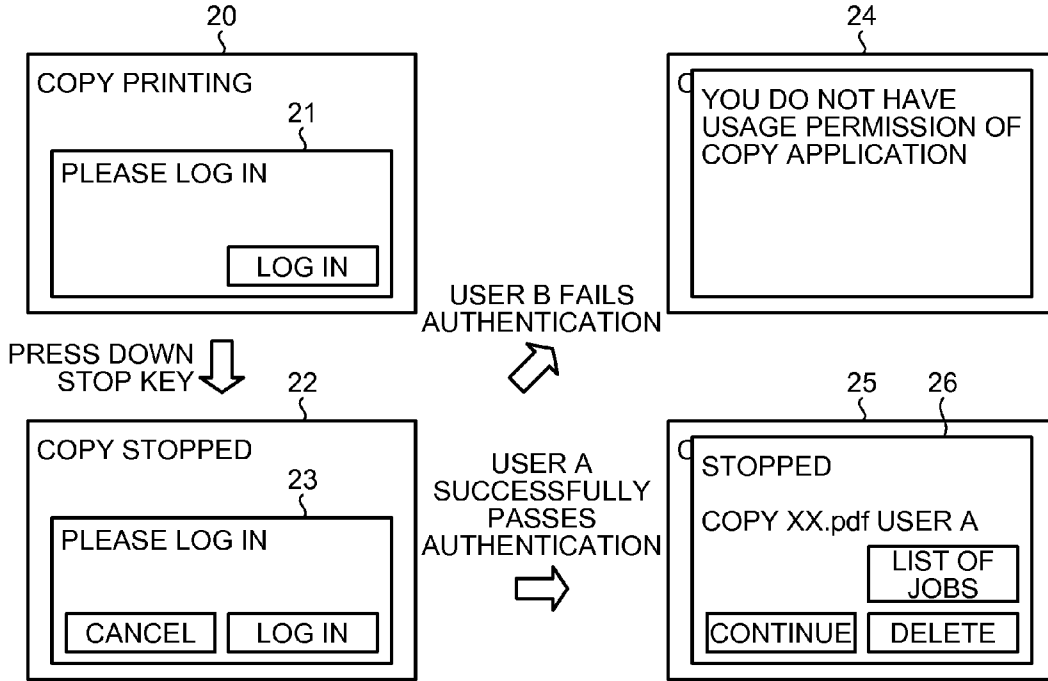 20
COPY PRINTING
21
PLEASE LOG IN
LOG IN
PRESS DOWN
STOP KEY
22
COPY STOPPED
23
PLEASE LOG IN
CANCEL
LOG IN
USER B FAILS
AUTHENTICATION
24
C
YOU DO NOT HAVE
USAGE PERMISSION OF
COPY APPLICATION
USER A
SUCCESSFULLY
PASSES
AUTHENTICATION
25
26
C
STOPPED
COPY XX.pdf USER A
LIST OF
JOBS
CONTINUE
DELETE